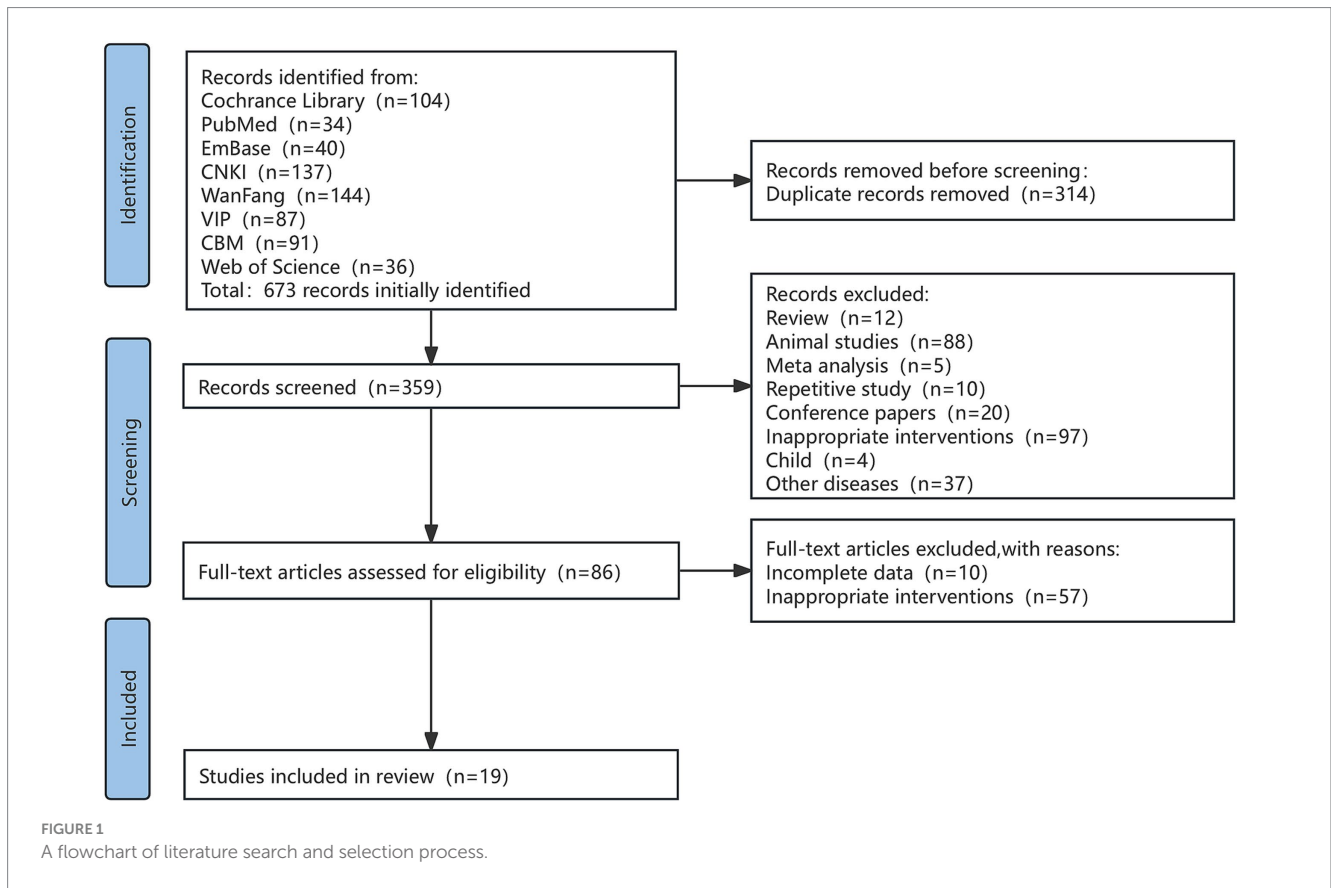 Identification
Records identified from:
Cochrance Library (n=104)
PubMed (n=34)
EmBase (n=40)
CNKI (n=137)
WanFang (n=144)
VIP (n=87)
CBM (n=91)
Web of Science (n=36)
Total: 673 records initially identified
Records removed before screening:
Duplicate records removed (n=314)
Screening
Records screened (n=359)
Records excluded:
Review (n=12)
Animal studies (n=88)
Meta analysis (n=5)
Repetitive study (n=10)
Conference papers (n=20)
Inappropriate interventions (n=97)
Child (n=4)
Other diseases (n=37)
Full-text articles assessed for eligibility (n=86)
Full-text articles excluded,with reasons:
Incomplete data (n=10)
Inappropriate interventions (n=57)
Included
Studies included in review (n=19)
FIGURE 1
A flowchart of literature search and selection process.